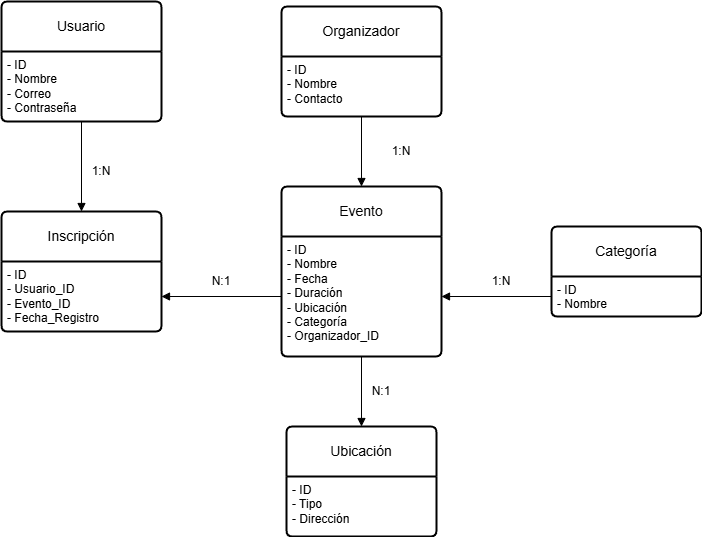 Usuario
- ID
- Nombre
- Correo
- Contraseña
Organizador
- ID
- Nombre
- Contacto
1:N
1:N
Inscripción
- ID
- Usuario_ID
- Evento_ID
- Fecha_Registro
N:1
Evento
- ID
- Nombre
- Fecha
- Duración
- Ubicación
- Categoría
- Organizador_ID
1:N
Categoría
- ID
- Nombre
N:1
Ubicación
- ID
- Tipo
- Dirección